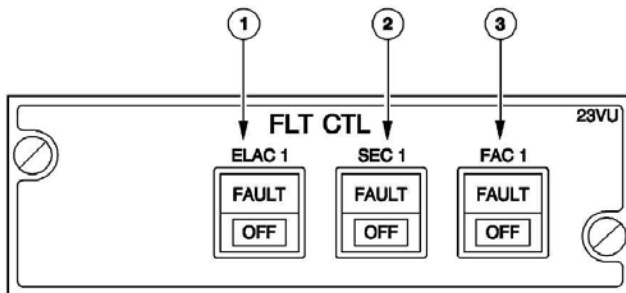 1 2 3
FLT CTL 23VU
ELAC 1 SEC 1 FAC 1
FAULT FAULT FAULT
OFF OFF OFF